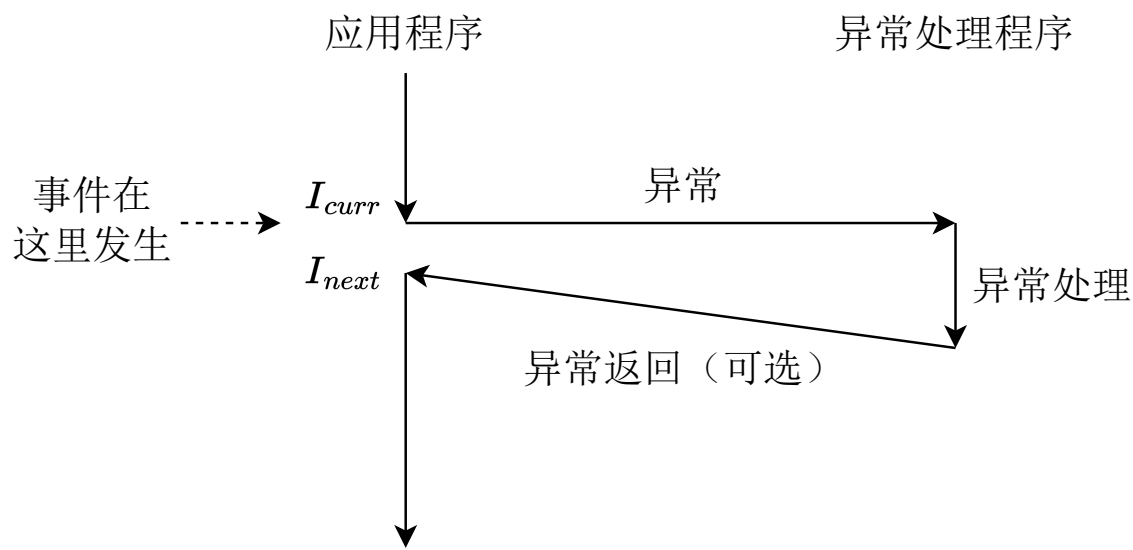 应用程序
异常处理程序
事件在
这里发生
I_curr
异常
I_next
异常处理
异常返回（可选）